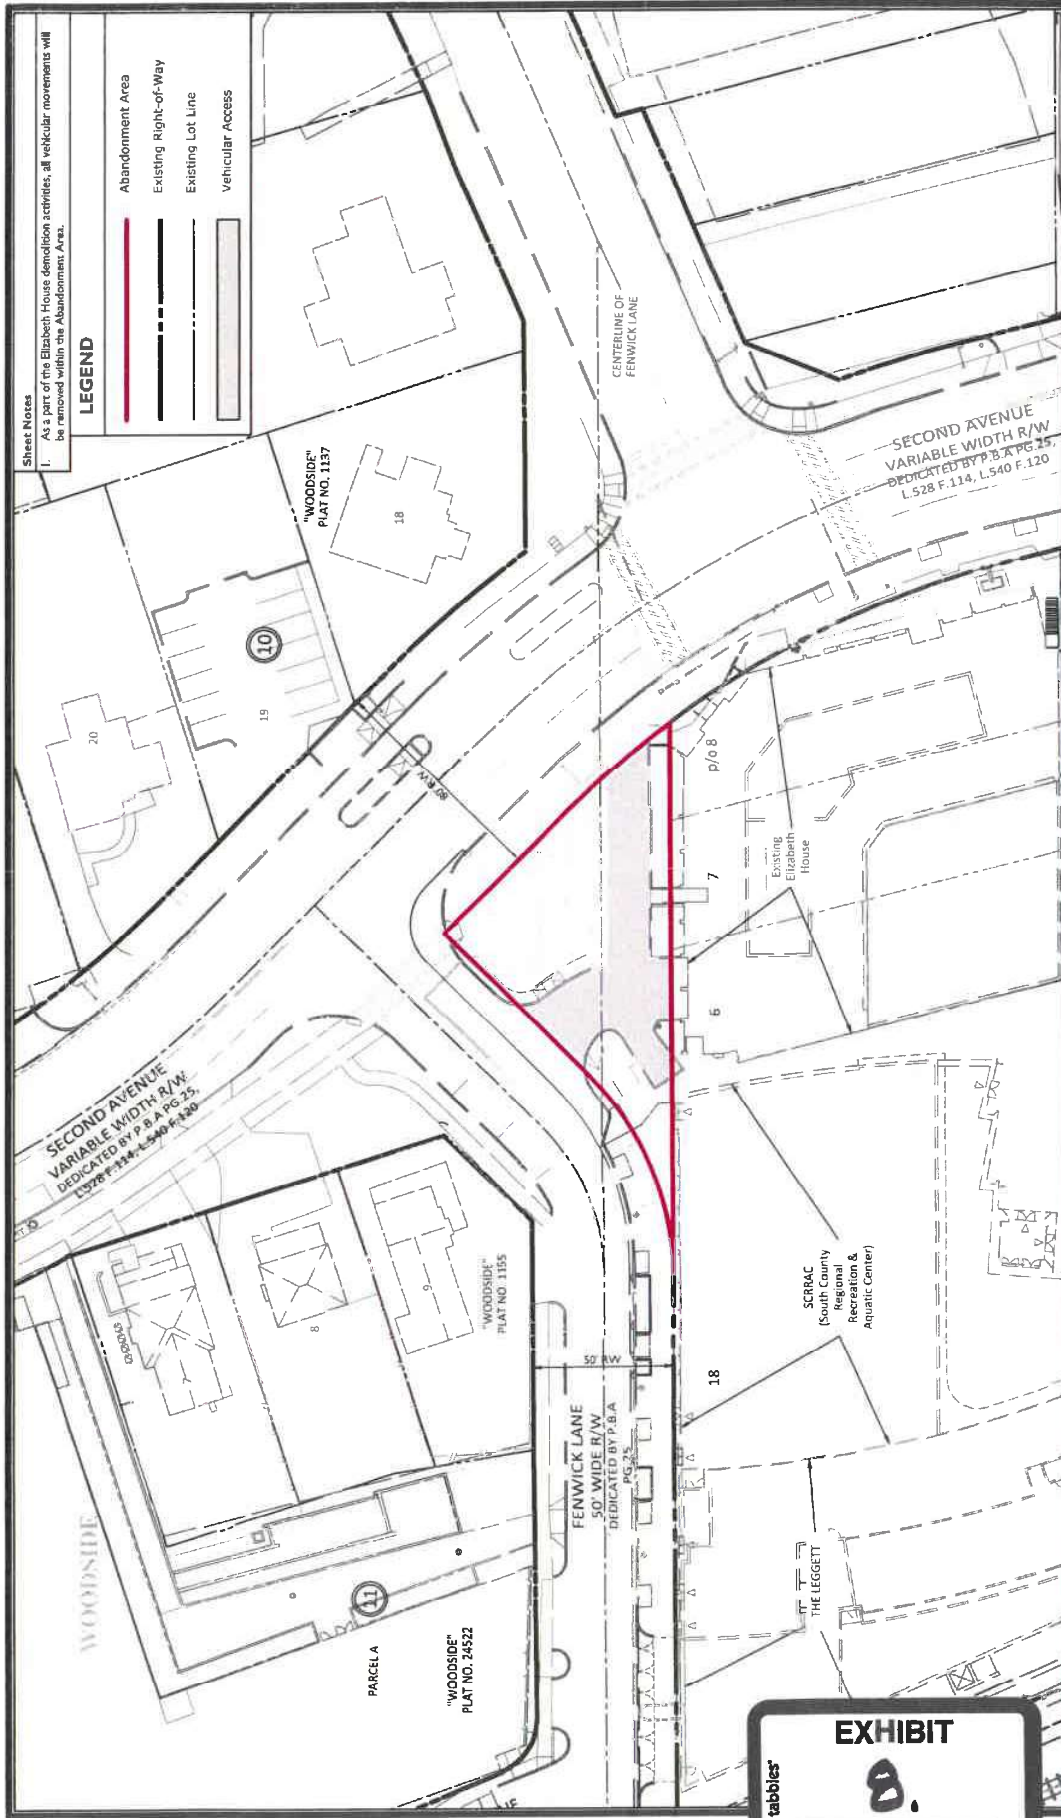 Sheet Notes
1. As a part of the Elizabeth House demolition activities, all vehicular movements will
be removed within the Abandonment Area.
LEGEND
Abandonment Area
Existing Right-of-Way
Existing Lot Line
Vehicular Access
"WOODSIDE"
PLAT NO. 1137
18
10
19
20
80' RW
CENTERLINE OF
FENWICK LANE
SECOND AVENUE
VARIABLE WIDTH R/W
DEDICATED BY P.B.A PG.25,
L.528 F.114, L.540 F.120
SECOND AVENUE
VARIABLE WIDTH R/W
DEDICATED BY P.B.A PG.25,
L.528 F.114, L.540 F.120
p/o 8
7
6
Existing
Elizabeth
House
WOODSIDE
7
8
9
"WOODSIDE"
PLAT NO. 1155
50' RW
FENWICK LANE
50' WIDE R/W
DEDICATED BY P.B.A
PG.25
18
SCRRAC
(South County
Regional
Recreation &
Aquatic Center)
THE LEGGETT
11
PARCEL A
"WOODSIDE"
PLAT NO. 24522
tabbies'
EXHIBIT
8.